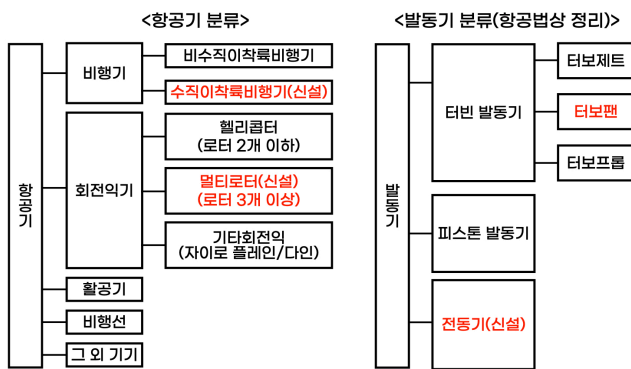 <항공기 분류>
항공기
비행기
비수직이착륙비행기
수직이착륙비행기(신설)
회전익기
헬리콥터
(로터 2개 이하)
멀티로터(신설)
(로터 3개 이상)
기타회전익
(자이로 플레인/다인)
활공기
비행선
그 외 기기
<발동기 분류(항공법상 정리)>
발동기
터빈 발동기
터보제트
터보팬
터보프롭
피스톤 발동기
전동기(신설)